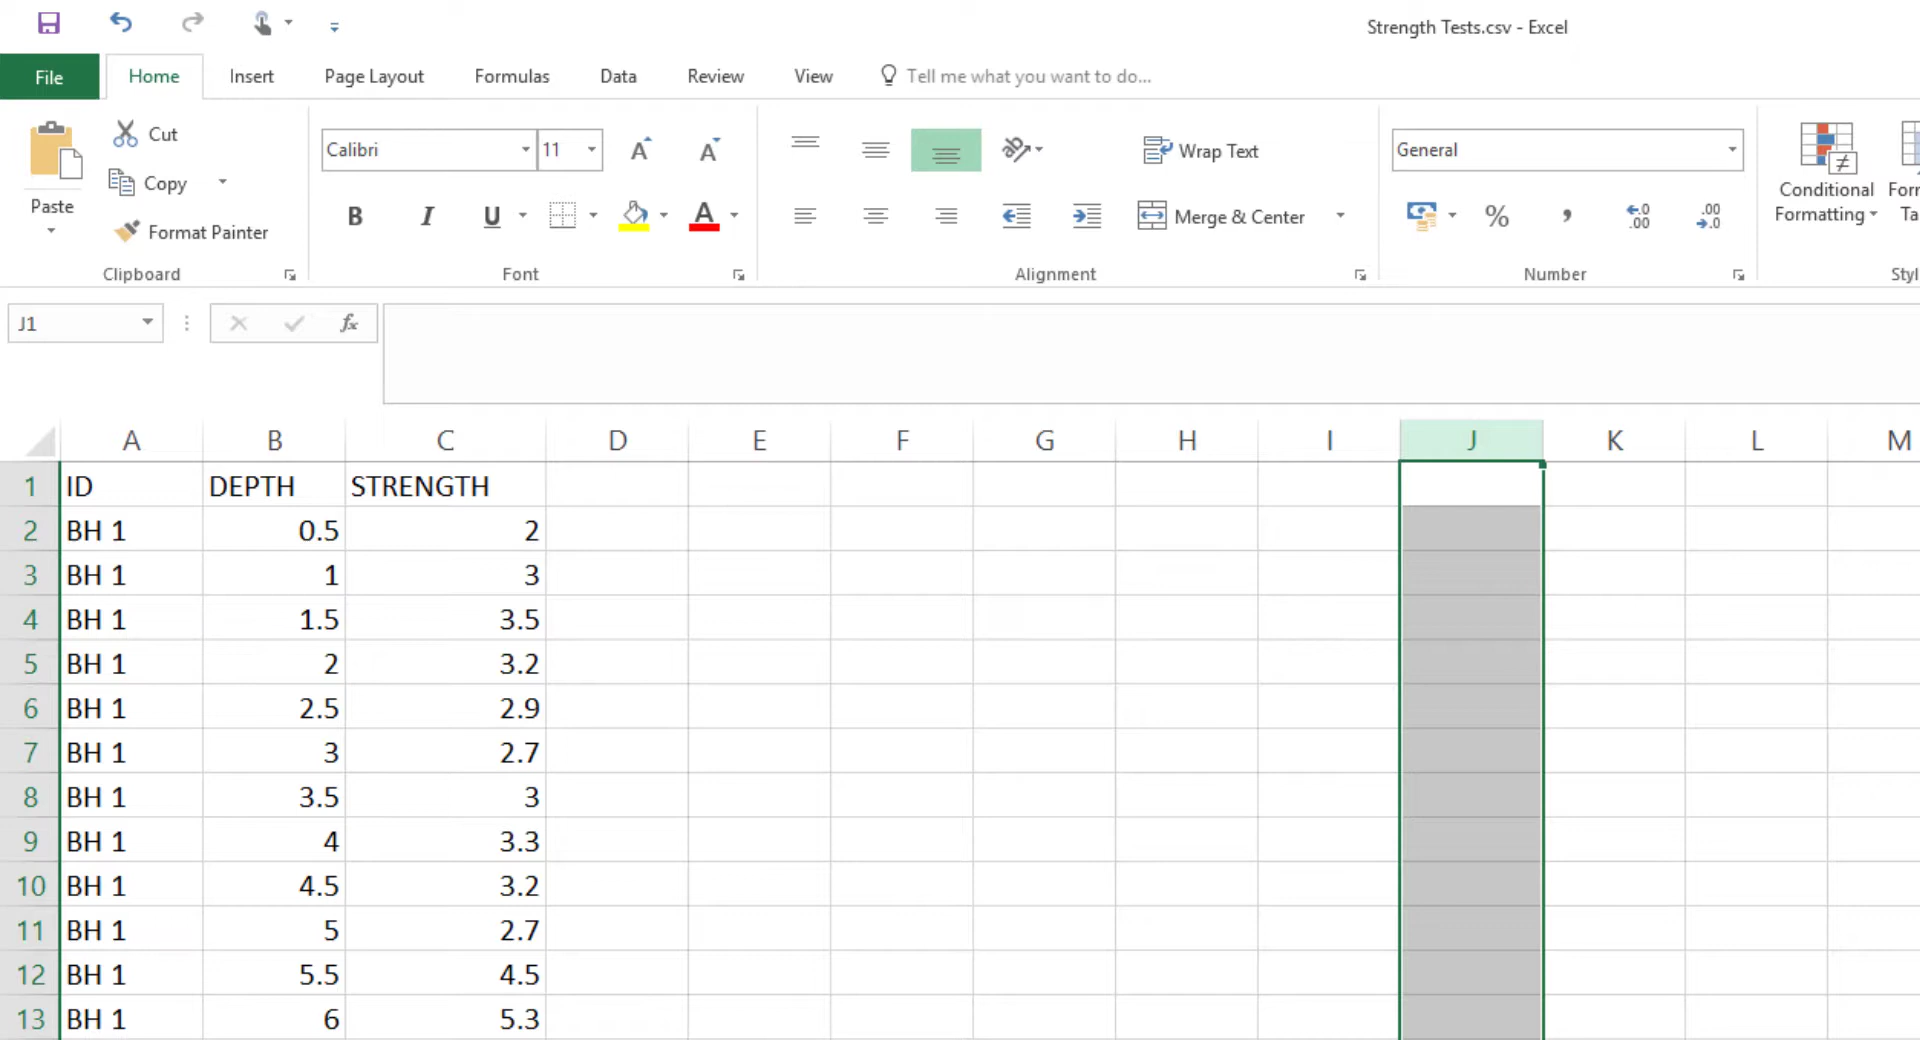 Strength Tests.csv - Excel
File Home Insert Page Layout Formulas Data Review View Tell me what you want to do...
Paste
Cut
Copy
Format Painter
Clipboard
Calibri 11
B I U A
Font
Wrap Text
Merge & Center
Alignment
General
% , .0 .00 .00 .0
Number
Conditional
Formatting
J1 fx
A B C D E F G H I J K L M
1 ID DEPTH STRENGTH
2 BH 1 0.5 2
3 BH 1 1 3
4 BH 1 1.5 3.5
5 BH 1 2 3.2
6 BH 1 2.5 2.9
7 BH 1 3 2.7
8 BH 1 3.5 3
9 BH 1 4 3.3
10 BH 1 4.5 3.2
11 BH 1 5 2.7
12 BH 1 5.5 4.5
13 BH 1 6 5.3